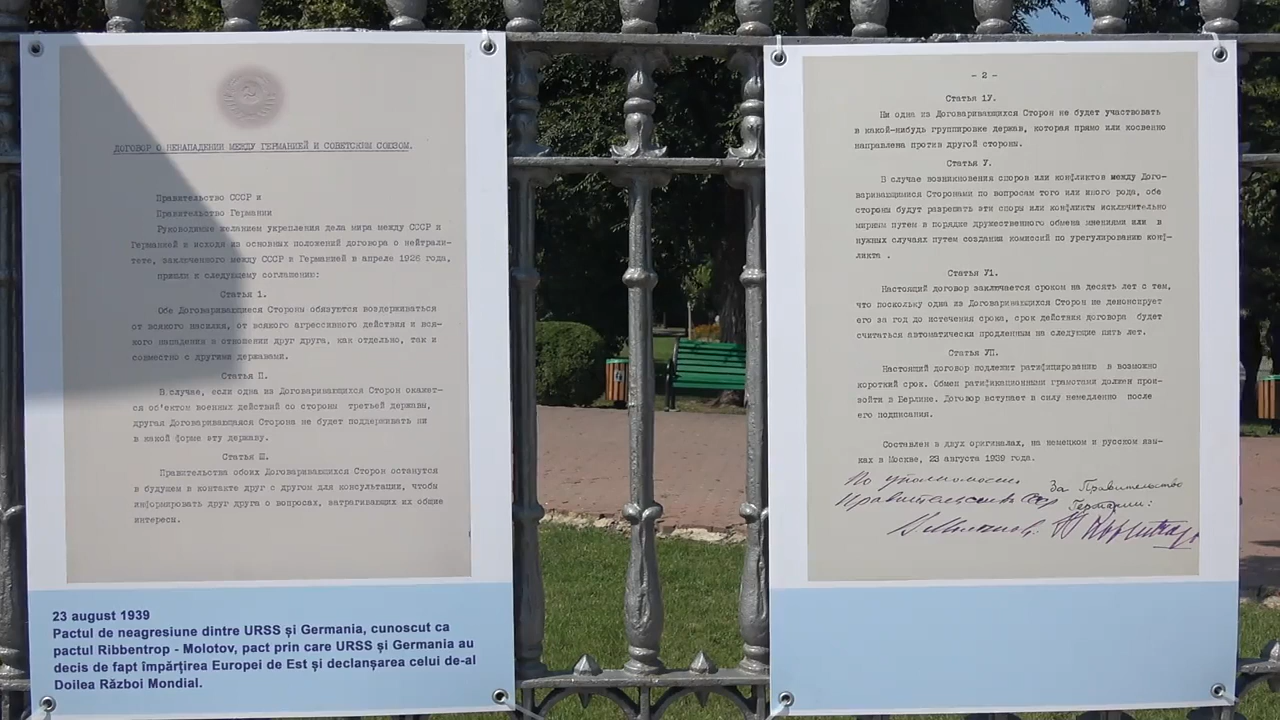 ДОГОВОР О НЕНАПАДЕНИИ МЕЖДУ ГЕРМАНИЕЙ И СОВЕТСКИМ СОЮЗОМ.
Правительство СССР и
Правительство Германии
Руководимые желанием укрепления дела мира между СССР и
Германией и исходя из основных положений договора о нейтрали-
тете, заключенного между СССР и Германией в апреле 1926 года,
пришли к следующему соглашению:
Статья 1.
Обе Договаривающиеся Стороны обязуются воздерживаться
от всякого насилия, от всякого агрессивного действия и вся-
кого нападения в отношении друг друга, как отдельно, так и
совместно с другими державами.
Статья П.
В случае, если одна из Договаривающихся Сторон окажет-
ся об'ектом военных действий со стороны третьей державы,
другая Договаривающаяся Сторона не будет поддерживать ни
в какой форме эту державу.
Статья Ш.
Правительства обоих Договаривающихся Сторон останутся
в будущем в контакте друг с другом для консультации, чтобы
информировать друг друга о вопросах, затрагивающих их общие
интересы.
23 august 1939
Pactul de neagresiune dintre URSS și Germania, cunoscut ca
pactul Ribbentrop - Molotov, pact prin care URSS și Germania au
decis de fapt împărțirea Europei de Est și declanșarea celui de-al
Doilea Război Mondial.
- 2 -
Статья 1У.
Ни одна из Договаривающихся Сторон не будет участвовать
в какой-нибудь группировке держав, которая прямо или косвенно
направлена против другой стороны.
Статья У.
В случае возникновения споров или конфликтов между Дого-
варивающимися Сторонами по вопросам того или иного рода, обе
стороны будут разрешать эти споры или конфликты исключительно
мирным путем в порядке дружественного обмена мнениями или в
нужных случаях путем создания комиссий по урегулированию конф-
ликта .
Статья У1.
Настоящий договор заключается сроком на десять лет с тем,
что поскольку одна из Договаривающихся Сторон не денонсирует
его за год до истечения срока, срок действия договора будет
считаться автоматически продленным на следующие пять лет.
Статья УП.
Настоящий договор подлежит ратифицированию в возможно
короткий срок. Обмен ратификационными грамотами должен прои-
зойти в Берлине. Договор вступает в силу немедленно после
его подписания.
Составлен в двух оригиналах, на немецком и русском язы-
ках в Москве, 23 августа 1939 года.
По уполномочию
Правительства СССР
За Правительство
Германии:
В. Молотов.